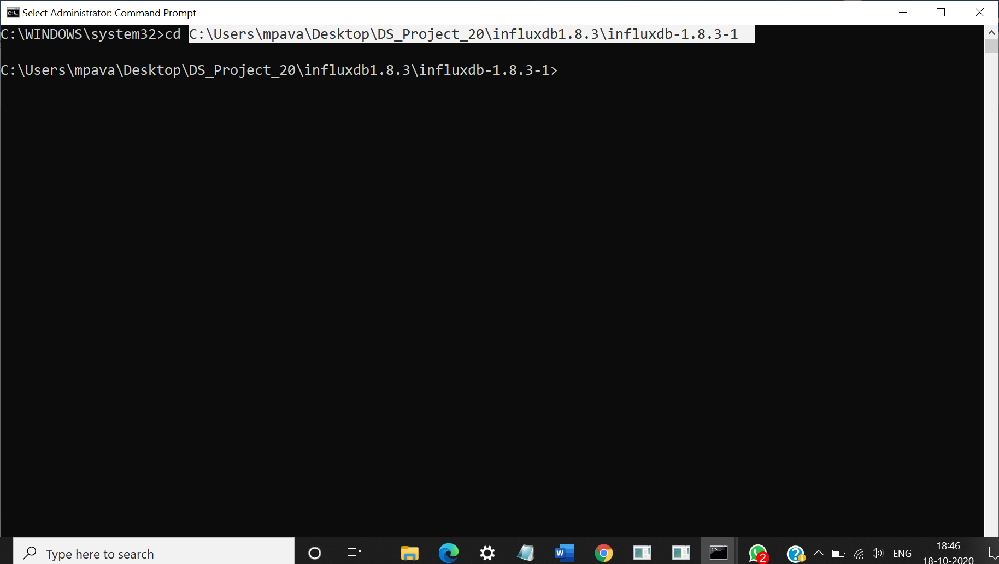 Select Administrator: Command Prompt
C:\WINDOWS\system32>cd C:\Users\mpava\Desktop\DS_Project_20\influxdb1.8.3\influxdb-1.8.3-1
C:\Users\mpava\Desktop\DS_Project_20\influxdb1.8.3\influxdb-1.8.3-1>
Type here to search
2
ENG
18:46
18-10-2020